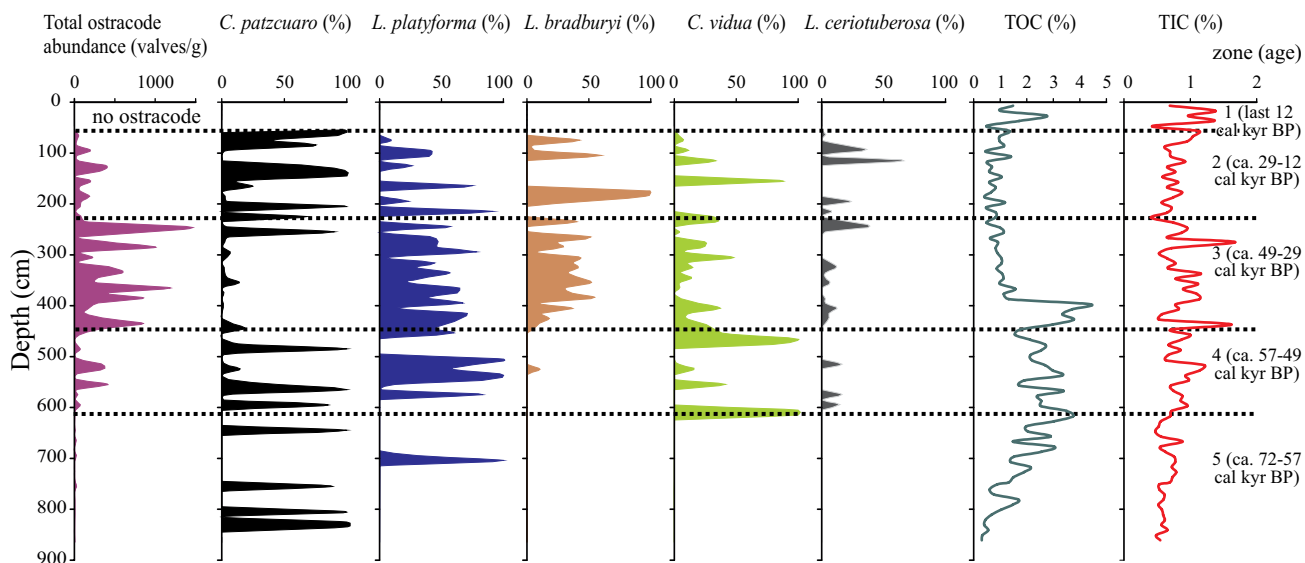 Total ostracode abundance (valves/g)
C. patzcuaro (%)
L. platyforma (%)
L. bradburyi (%)
C. vidua (%)
L. ceriotuberosa (%)
TOC (%)
TIC (%)
zone (age)
0 1000
0 50 100
0 50 100
0 50 100
0 50 100
0 50 100
0 1 2 3 4 5
0 1 2
Depth (cm)
0
100
200
300
400
500
600
700
800
900
no ostracode
1 (last 12
cal kyr BP)
2 (ca. 29-12
cal kyr BP)
3 (ca. 49-29
cal kyr BP)
4 (ca. 57-49
cal kyr BP)
5 (ca. 72-57
cal kyr BP)